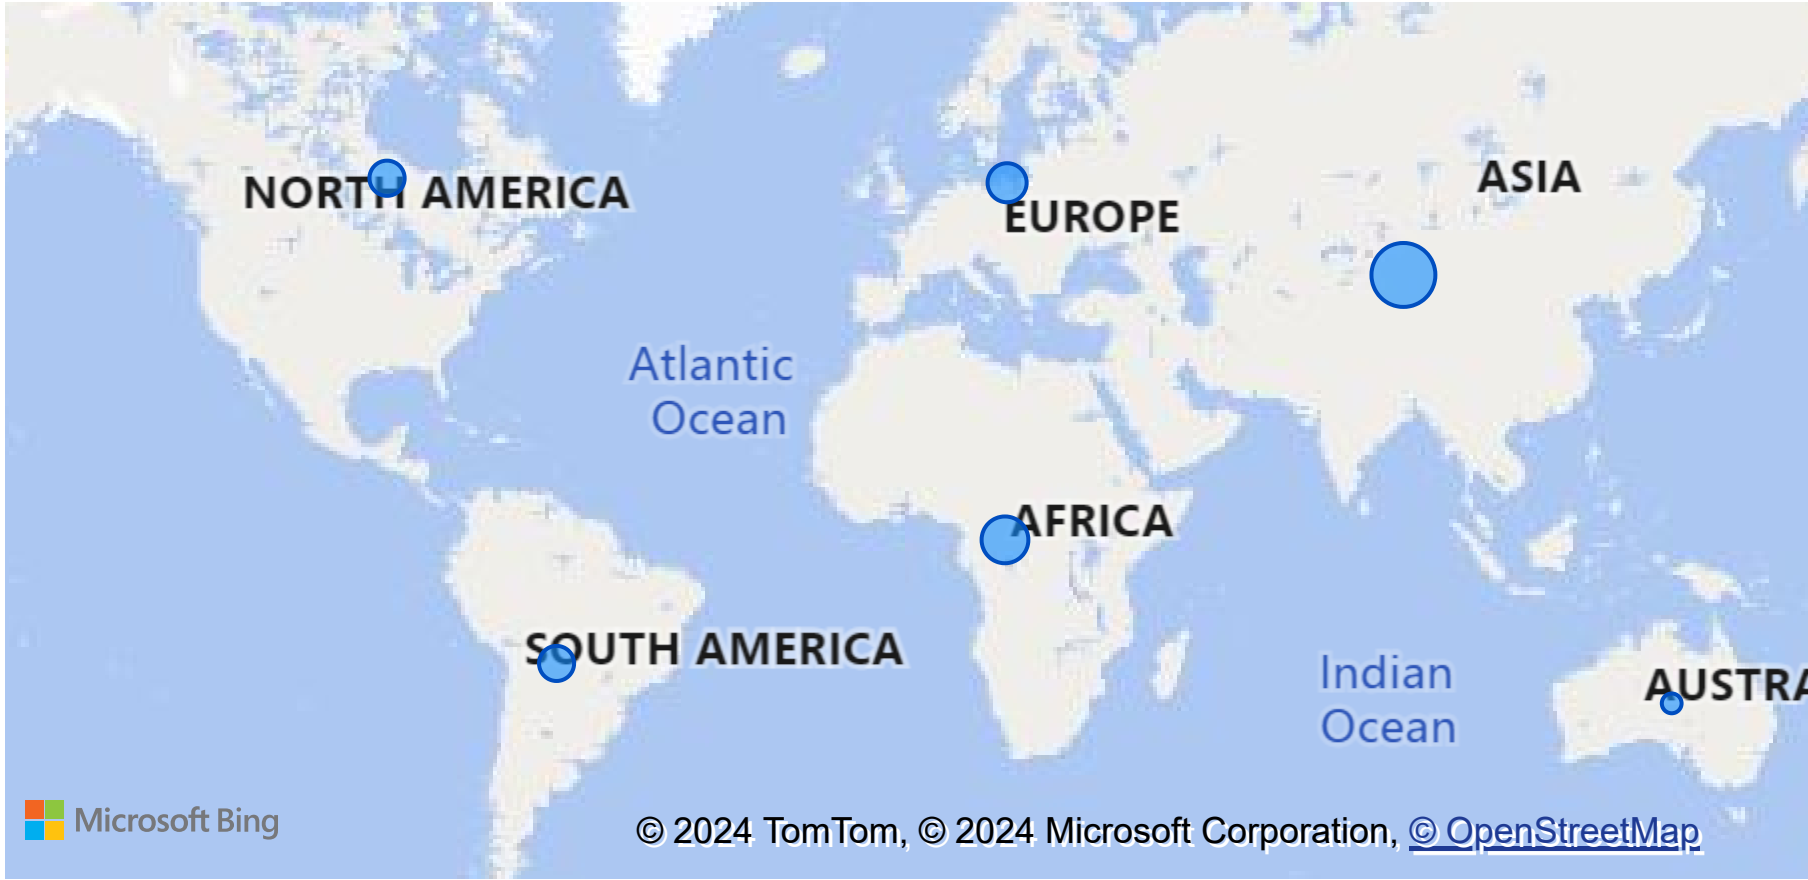 NORTH AMERICA
EUROPE
ASIA
Atlantic
Ocean
AFRICA
SOUTH AMERICA
Indian
Ocean
AUSTRA
Microsoft Bing
© 2024 TomTom, © 2024 Microsoft Corporation, © OpenStreetMap